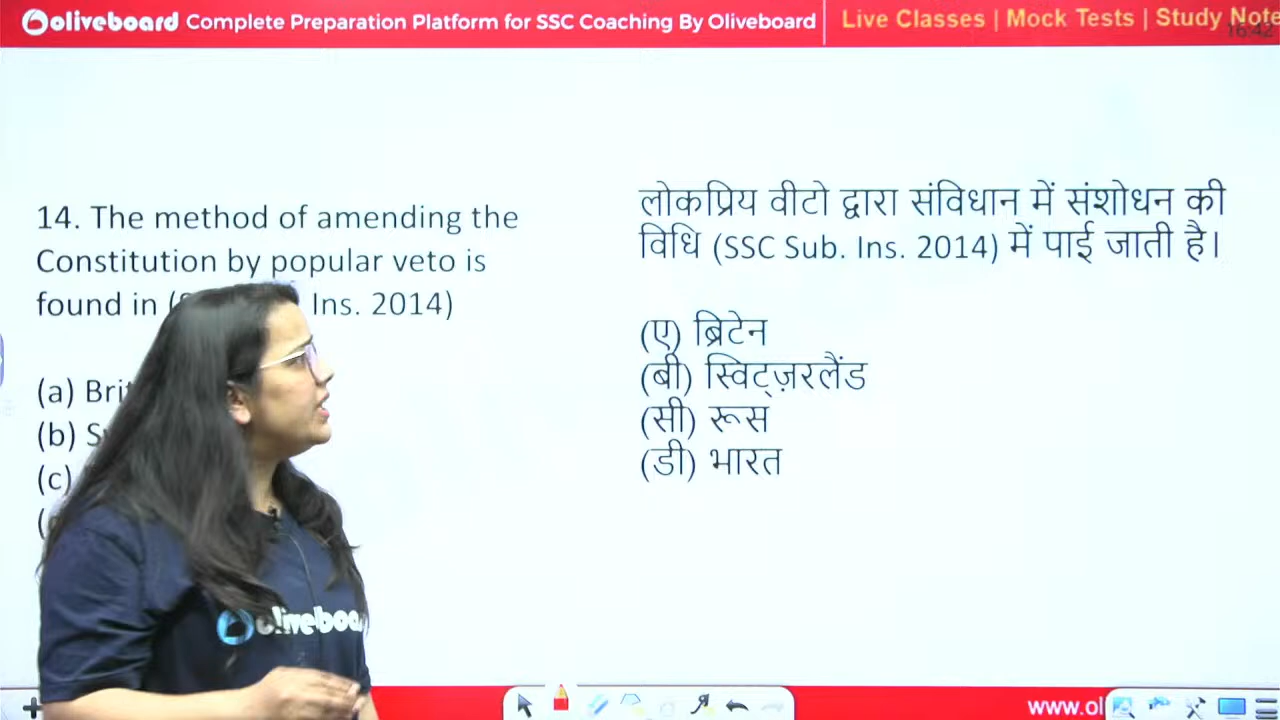 oliveboard Complete Preparation Platform for SSC Coaching By Oliveboard
Live Classes | Mock Tests | Study Note
16:42
14. The method of amending the
Constitution by popular veto is
found in Ins. 2014)
(a) Brit
(b) S
(c)
लोकप्रिय वीटो द्वारा संविधान में संशोधन की
विधि (SSC Sub. Ins. 2014) में पाई जाती है।
(ए) ब्रिटेन
(बी) स्विट्ज़रलैंड
(सी) रूस
(डी) भारत
oliveboa
www.ol